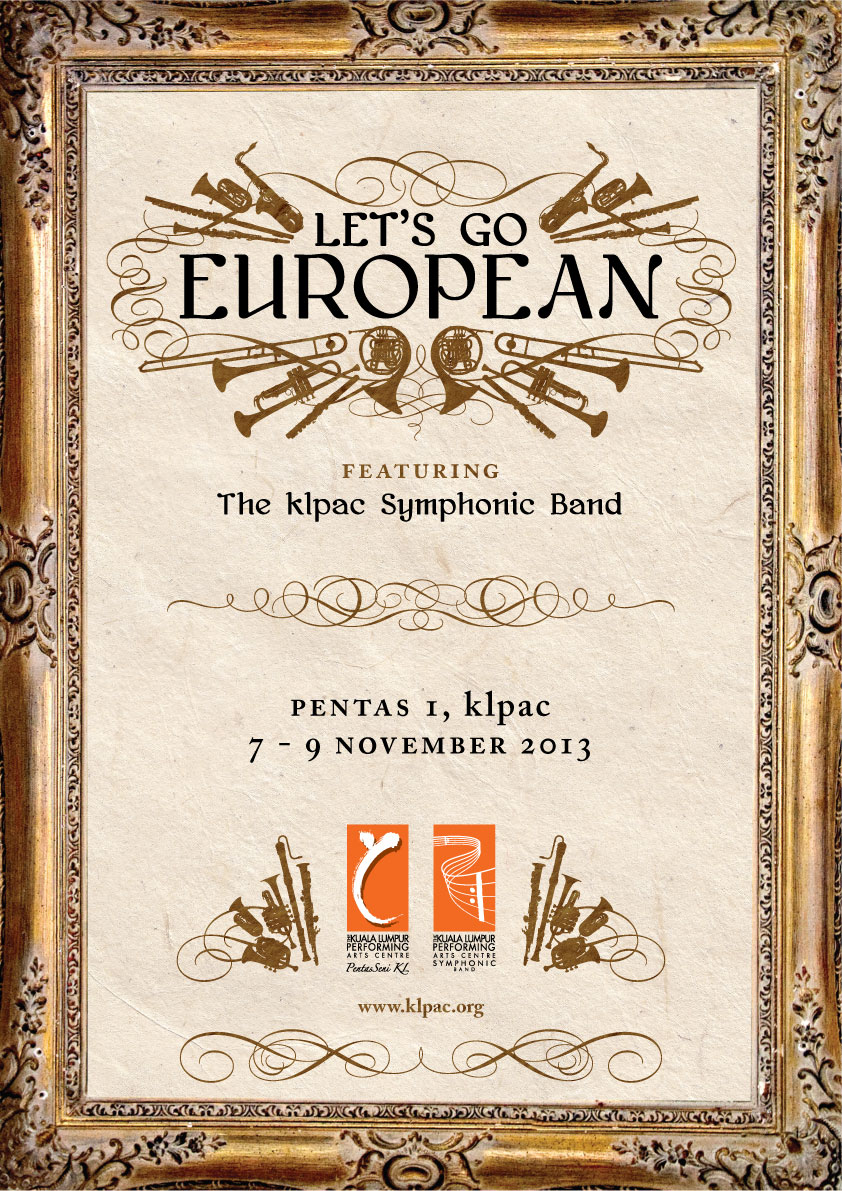 LET'S GO
EUROPEAN
FEATURING
The klpac Symphonic Band
PENTAS 1, klpac
7 - 9 NOVEMBER 2013
THE KUALA LUMPUR
PERFORMING
ARTS CENTRE
PentasSeni KL
THE KUALA LUMPUR
PERFORMING
ARTS CENTRE
SYMPHONIC
BAND
www.klpac.org